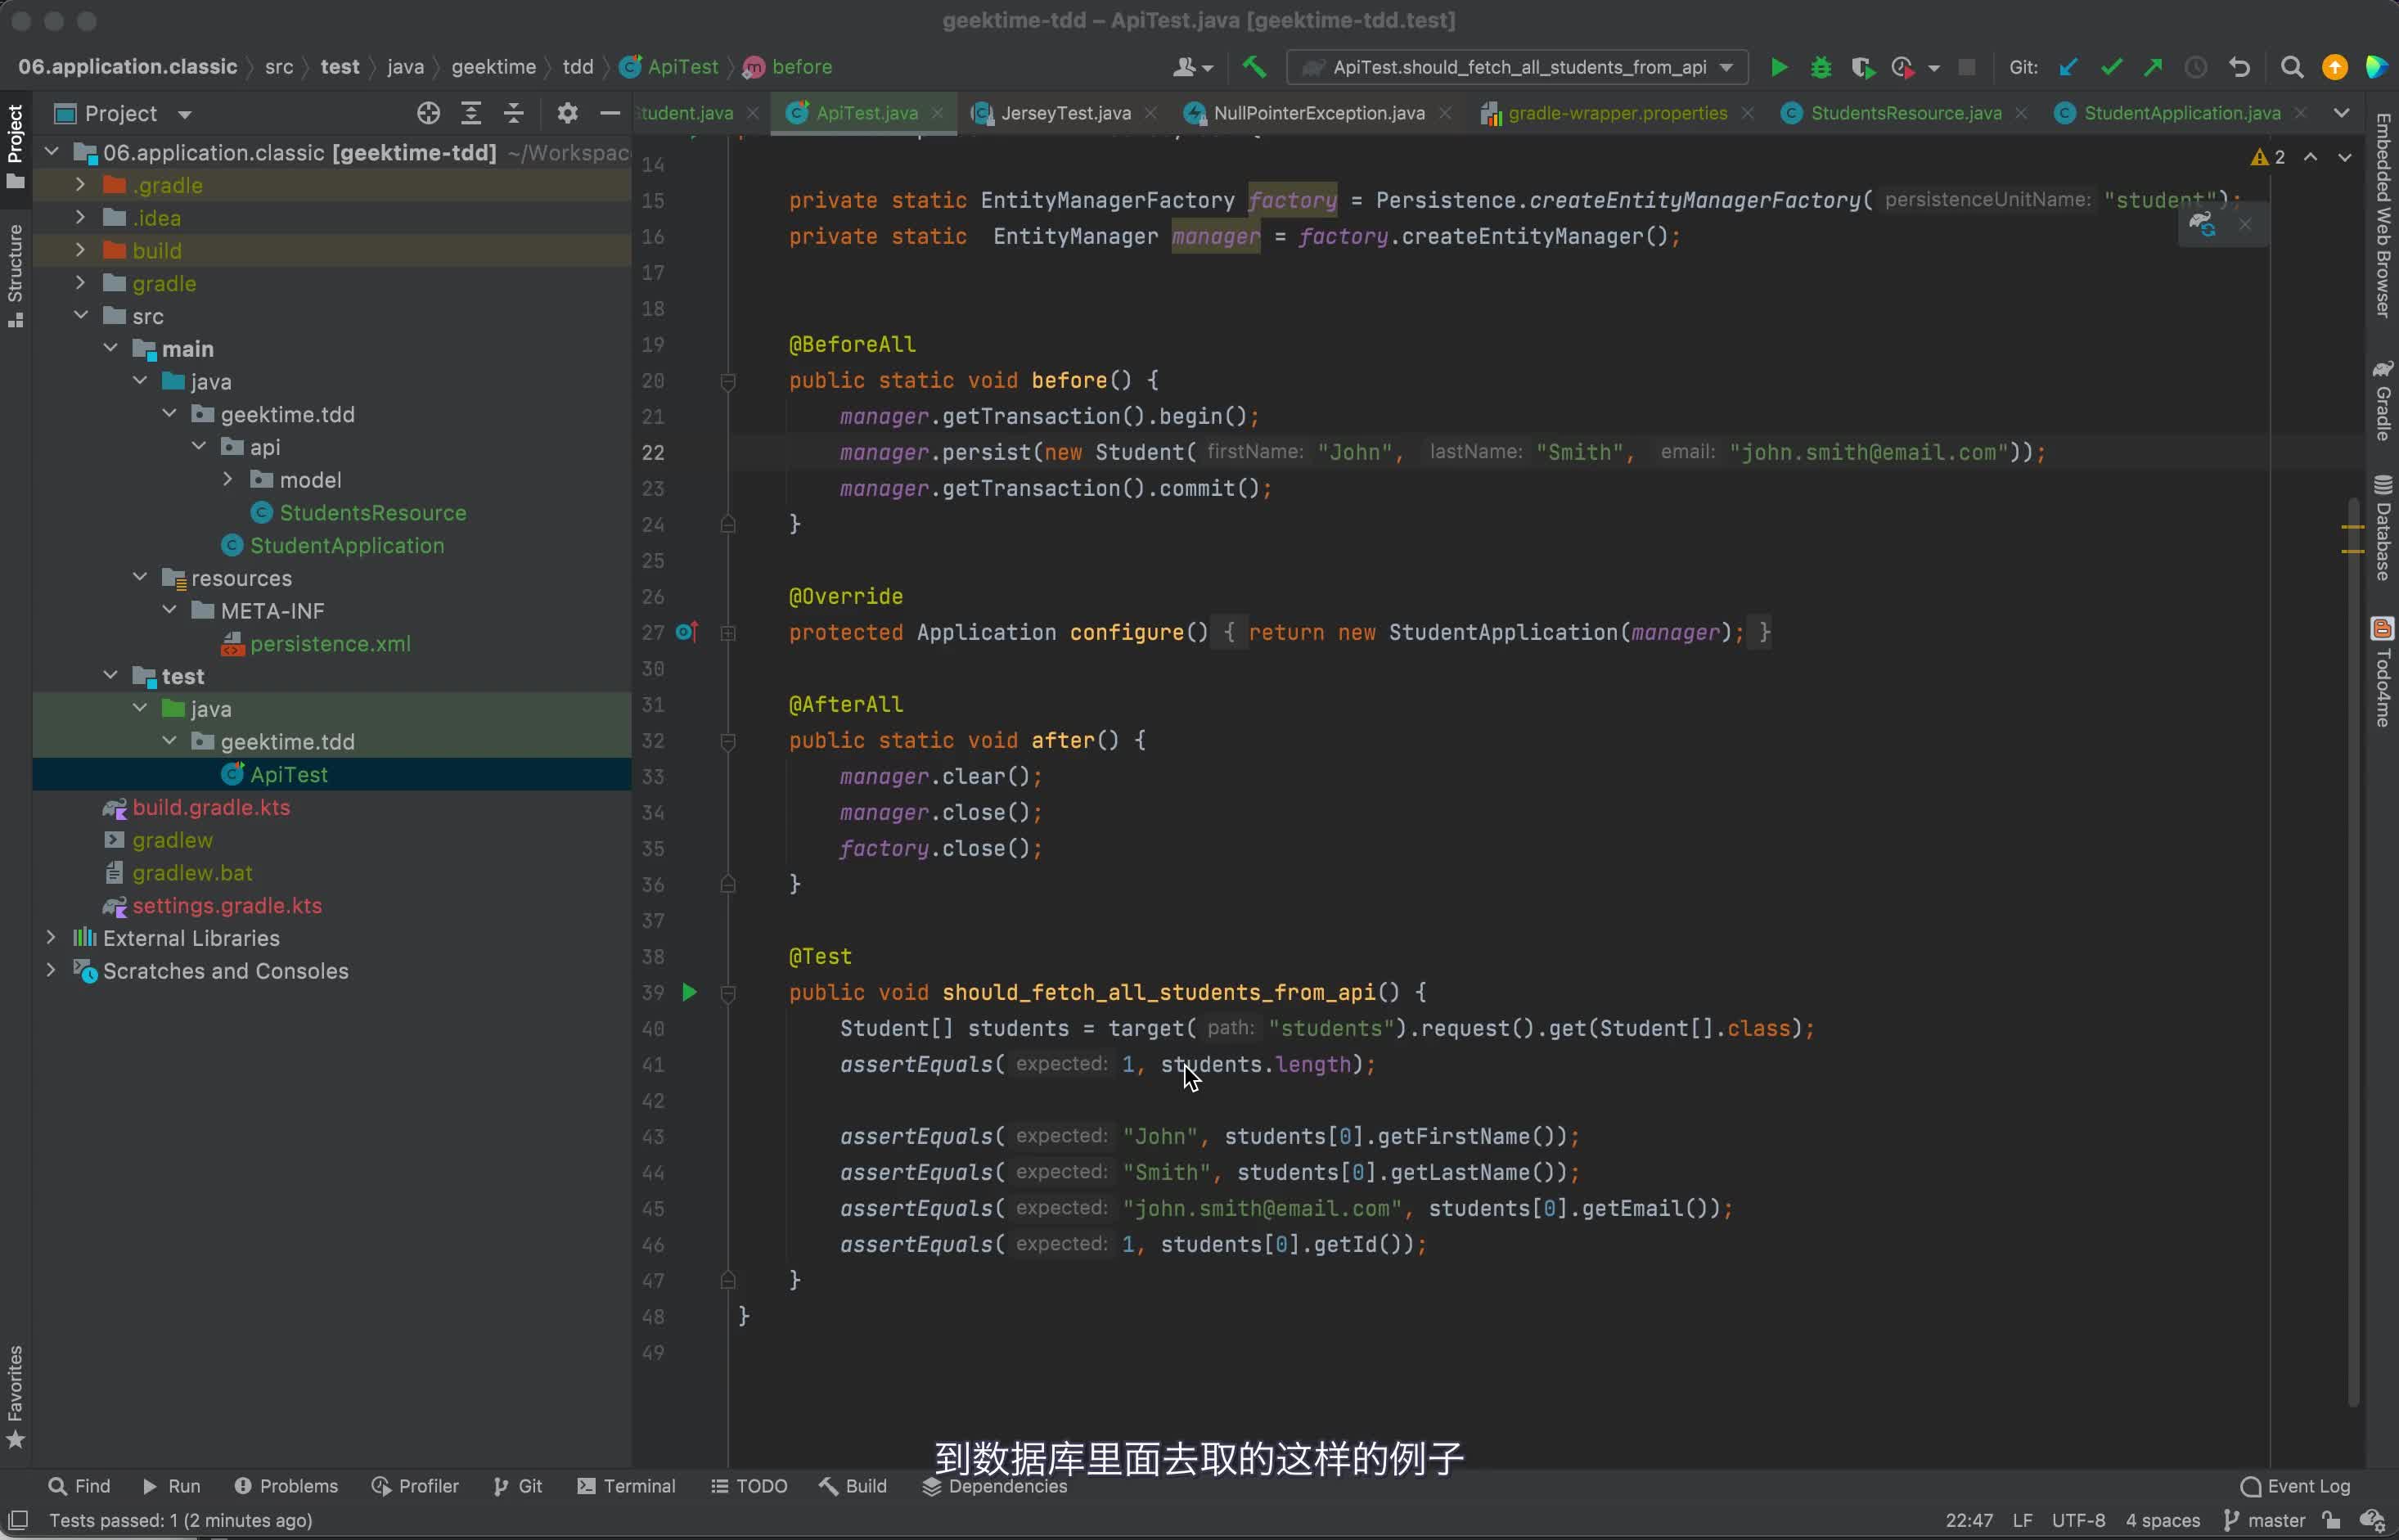 geektime-tdd – ApiTest.java [geektime-tdd.test]
06.application.classic src test java geektime tdd ApiTest before
ApiTest.should_fetch_all_students_from_api Git:
Project
tudent.java ApiTest.java JerseyTest.java NullPointerException.java gradle-wrapper.properties StudentsResource.java StudentApplication.java
Project
Structure
Favorites
06.application.classic [geektime-tdd] ~/Workspac
.gradle
.idea
build
gradle
src
main
java
geektime.tdd
api
model
StudentsResource
StudentApplication
resources
META-INF
persistence.xml
test
java
geektime.tdd
ApiTest
build.gradle.kts
gradlew
gradlew.bat
settings.gradle.kts
External Libraries
Scratches and Consoles
2
14
15 private static EntityManagerFactory factory = Persistence.createEntityManagerFactory( persistenceUnitName: "student");
16 private static EntityManager manager = factory.createEntityManager();
17
18
19 @BeforeAll
20 public static void before() {
21 manager.getTransaction().begin();
22 manager.persist(new Student( firstName: "John", lastName: "Smith", email: "john.smith@email.com"));
23 manager.getTransaction().commit();
24 }
25
26 @Override
27 protected Application configure() { return new StudentApplication(manager); }
30
31 @AfterAll
32 public static void after() {
33 manager.clear();
34 manager.close();
35 factory.close();
36 }
37
38 @Test
39 public void should_fetch_all_students_from_api() {
40 Student[] students = target( path: "students").request().get(Student[].class);
41 assertEquals( expected: 1, students.length);
42
43 assertEquals( expected: "John", students[0].getFirstName());
44 assertEquals( expected: "Smith", students[0].getLastName());
45 assertEquals( expected: "john.smith@email.com", students[0].getEmail());
46 assertEquals( expected: 1, students[0].getId());
47 }
48 }
49
Embedded Web Browser
Gradle
Database
Todo4me
到数据库里面去取的这样的例子
Find Run Problems Profiler Git Terminal TODO Build Dependencies Event Log
Tests passed: 1 (2 minutes ago) 22:47 LF UTF-8 4 spaces master